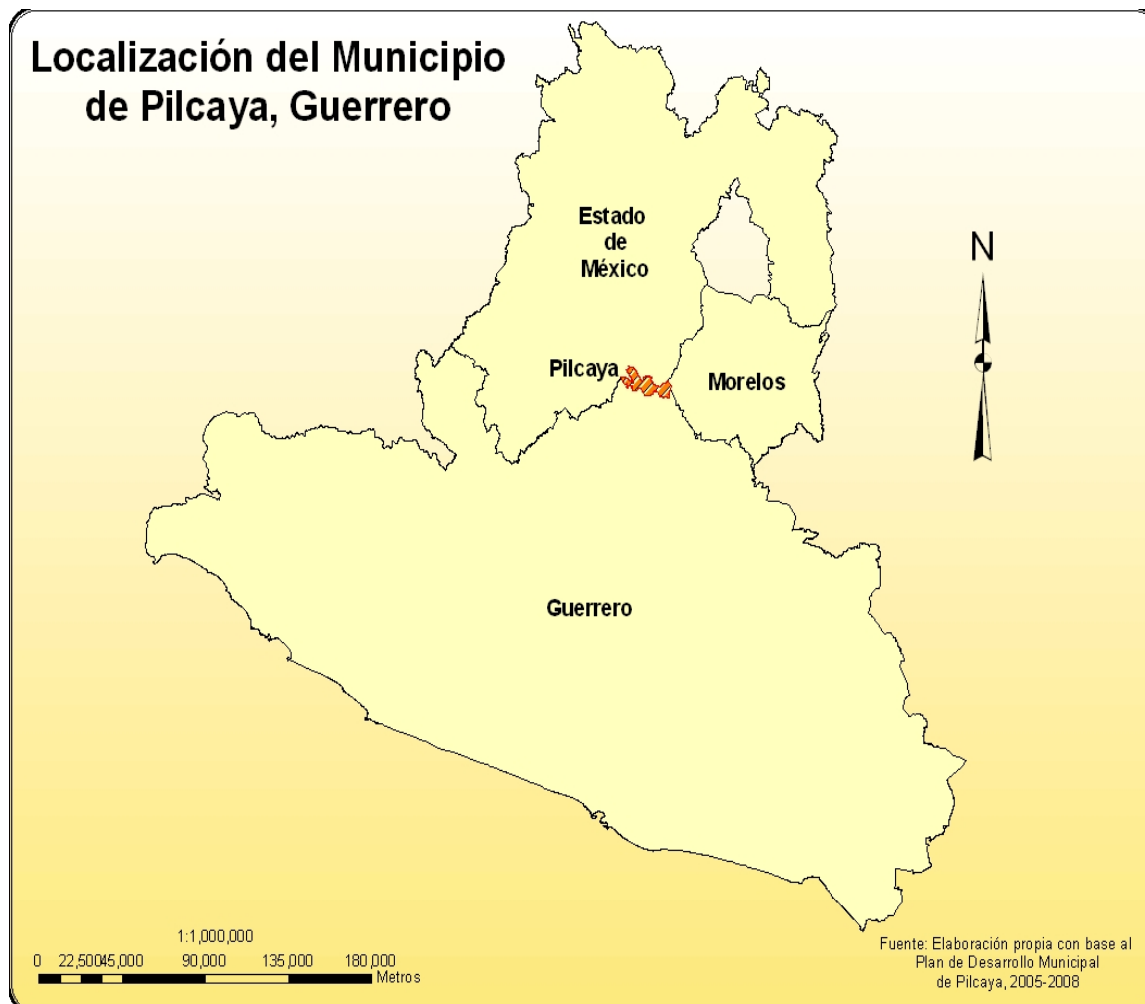 Localización del Municipio
de Pilcaya, Guerrero
Estado
de
México
N
Pilcaya
Morelos
Guerrero
1:1,000,000
0 22,50045,000 90,000 135,000 180,000
Metros
Fuente: Elaboración propia con base al
Plan de Desarrollo Municipal
de Pilcaya, 2005-2008